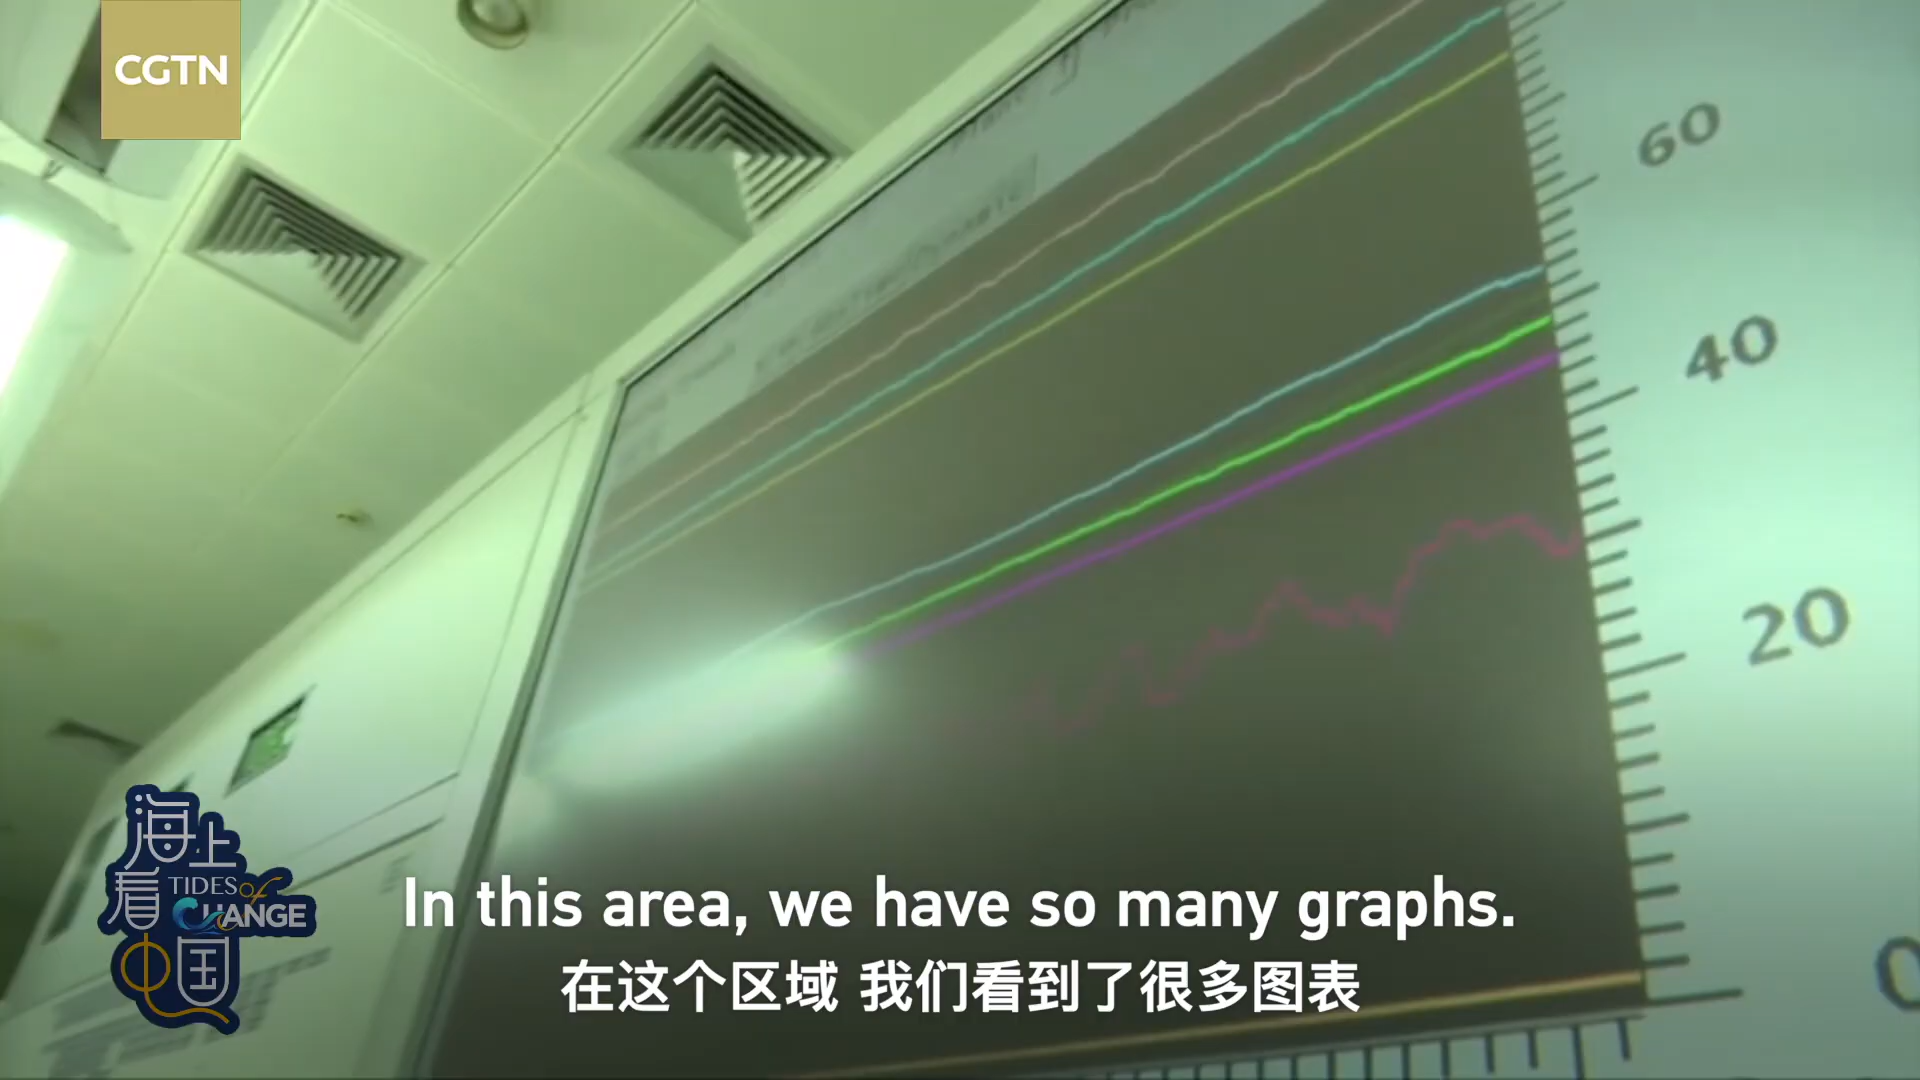 CGTN
60
40
20
0
海上
看
TIDES of
CHANGE
中国
In this area, we have so many graphs.
在这个区域 我们看到了很多图表